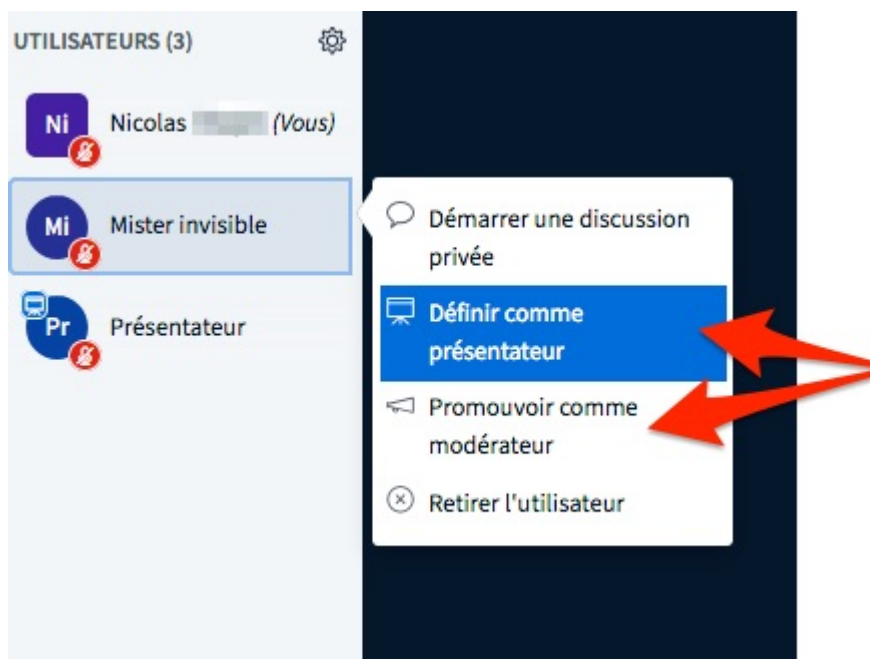 UTILISATEURS (3)
Ni
Nicolas (Vous)
Mi
Mister invisible
Pr
Présentateur
Démarrer une discussion
privée
Définir comme
présentateur
Promouvoir comme
modérateur
Retirer l'utilisateur